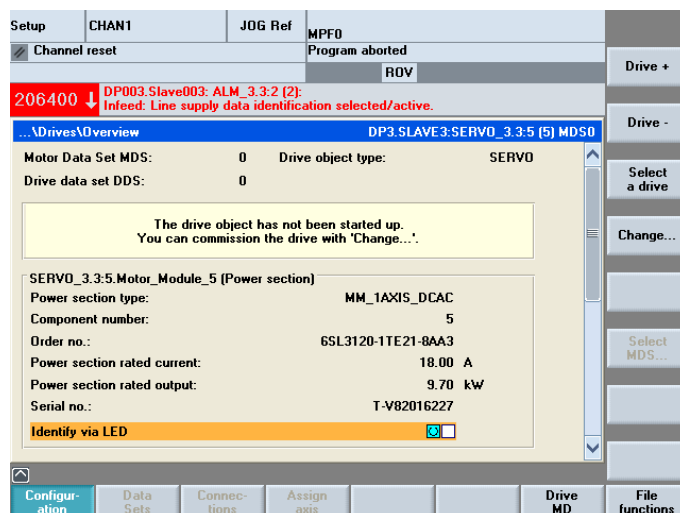 Setup CHAN1 JOG Ref MPF0
Channel reset Program aborted
ROV
206400 DP003.Slave003: ALM_3.3:2 (2):
Infeed: Line supply data identification selected/active.
...\Drives\Overview DP3.SLAVE3:SERVO_3.3:5 (5) MDS0
Motor Data Set MDS: 0 Drive object type: SERVO
Drive data set DDS: 0
The drive object has not been started up.
You can commission the drive with 'Change...'.
SERVO_3.3:5.Motor_Module_5 (Power section)
Power section type: MM_1AXIS_DCAC
Component number: 5
Order no.: 6SL3120-1TE21-8AA3
Power section rated current: 18.00 A
Power section rated output: 9.70 kW
Serial no.: T-V82016227
Identify via LED
Drive +
Drive -
Select
a drive
Change...
Select
MDS...
Configur-
ation
Data
Sets
Connec-
tions
Assign
axis
Drive
MD
File
functions